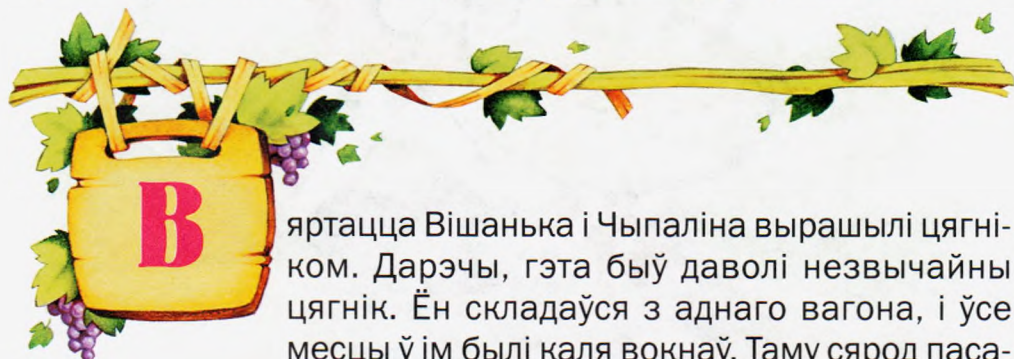 В
яртацца Вішанька і Чыпаліна вырашылі цягні-
ком. Дарэчы, гэта быў даволі незвычайны
цягнік. Ён складаўся з аднаго вагона, і ўсе
месцы ў ім былі каля вокнаў. Таму сярод паса-